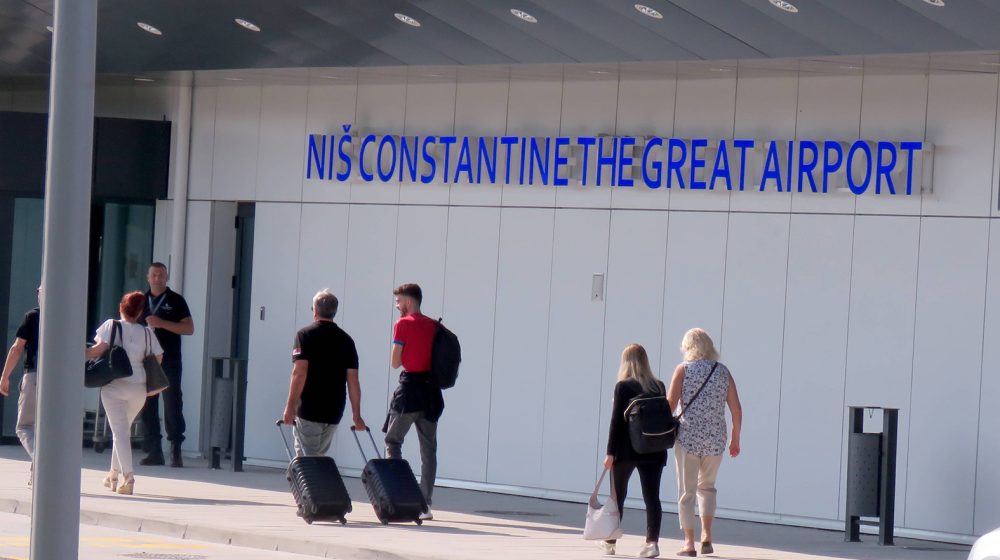 NIŠ CONSTANTINE THE GREAT AIRPORT